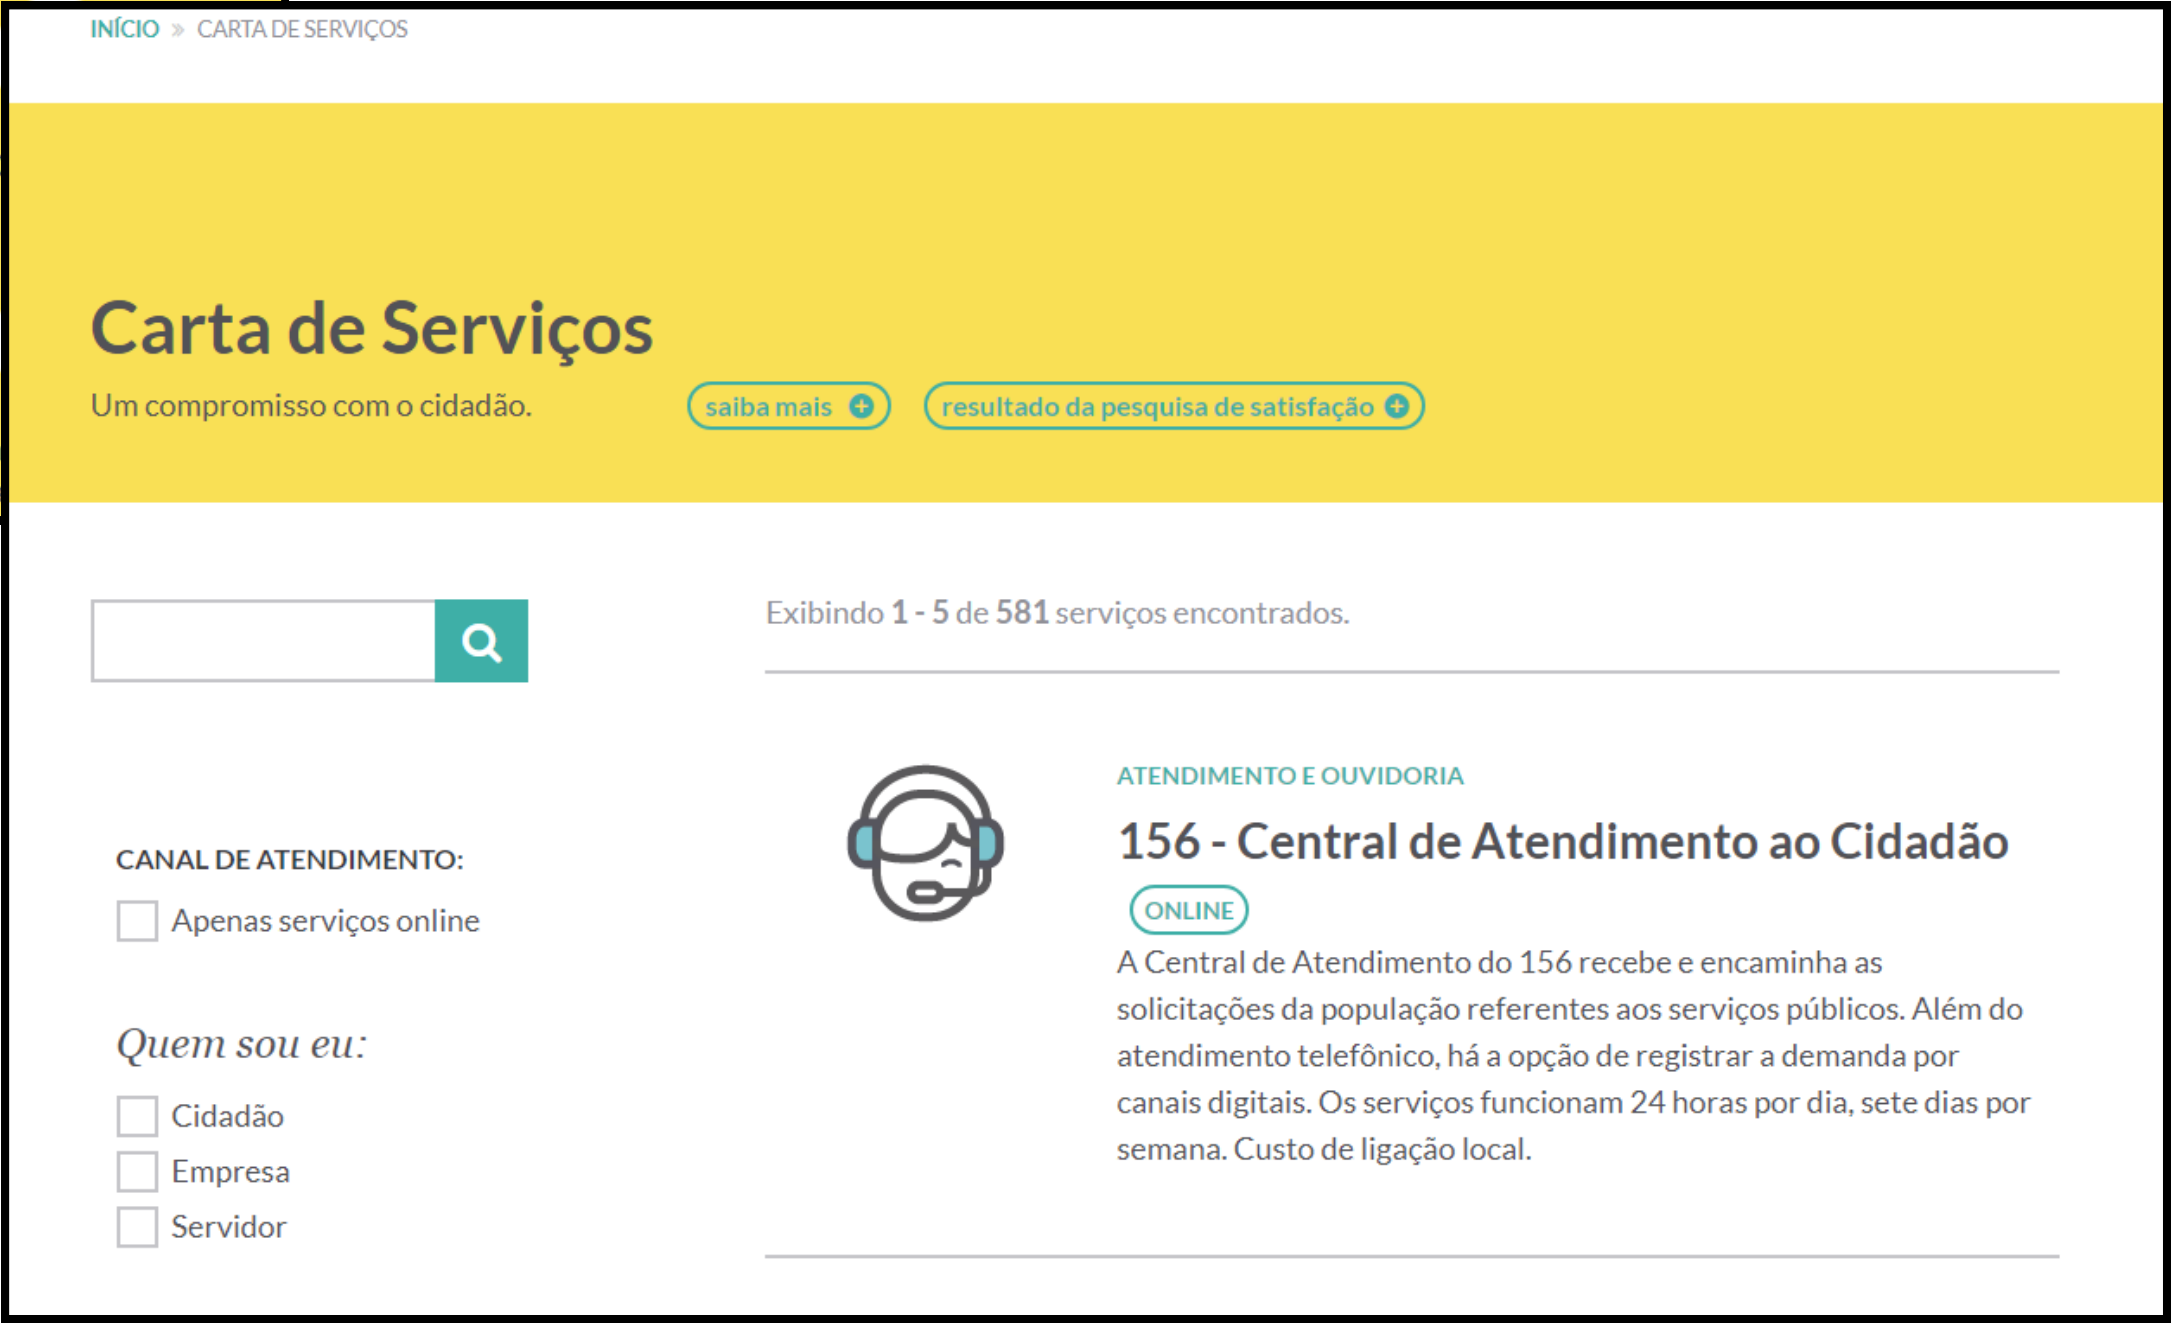 INÍCIO » CARTA DE SERVIÇOS
Carta de Serviços
Um compromisso com o cidadão.
saiba mais
resultado da pesquisa de satisfação
Exibindo 1 - 5 de 581 serviços encontrados.
CANAL DE ATENDIMENTO:
Apenas serviços online
Quem sou eu:
Cidadão
Empresa
Servidor
ATENDIMENTO E OUVIDORIA
156 - Central de Atendimento ao Cidadão
ONLINE
A Central de Atendimento do 156 recebe e encaminha as
solicitações da população referentes aos serviços públicos. Além do
atendimento telefônico, há a opção de registrar a demanda por
canais digitais. Os serviços funcionam 24 horas por dia, sete dias por
semana. Custo de ligação local.